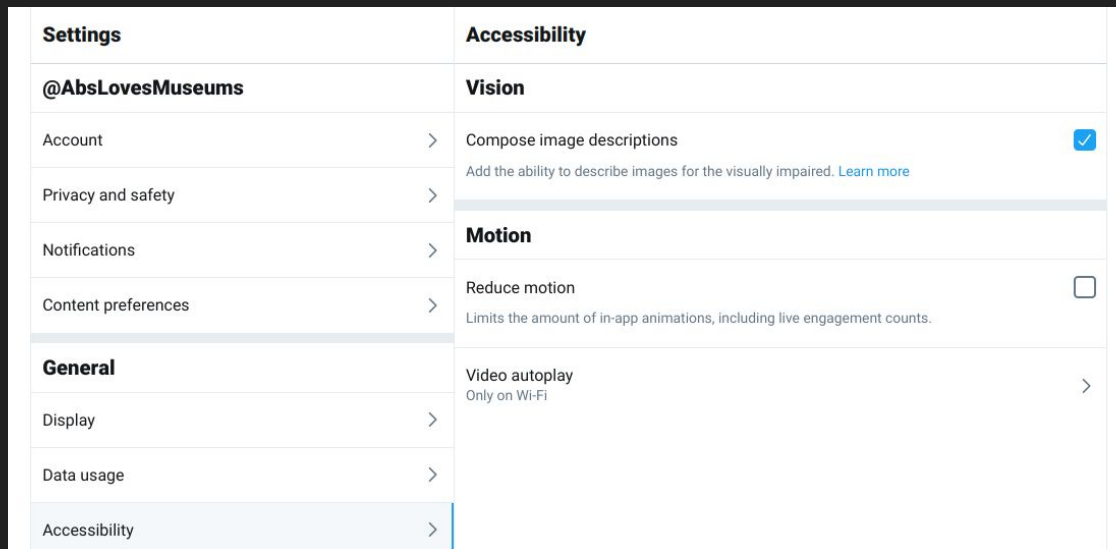 Settings
@AbsLovesMuseums
Account
Privacy and safety
Notifications
Content preferences
General
Display
Data usage
Accessibility
Accessibility
Vision
Compose image descriptions
Add the ability to describe images for the visually impaired. Learn more
Motion
Reduce motion
Limits the amount of in-app animations, including live engagement counts.
Video autoplay
Only on Wi-Fi